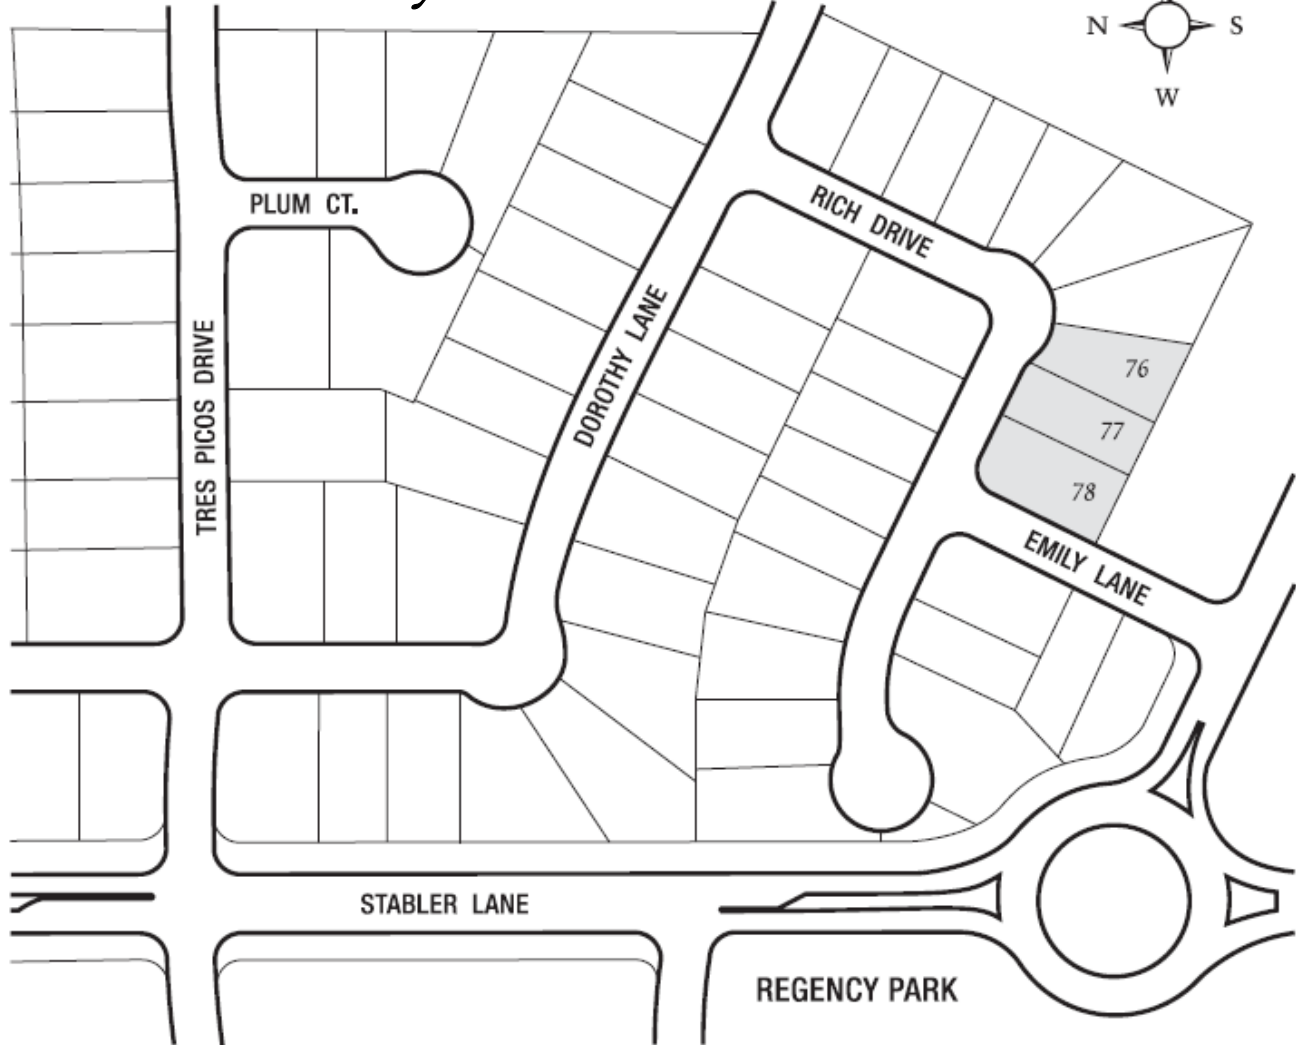 N S
W
PLUM CT.
RICH DRIVE
TRES PICOS DRIVE
DOROTHY LANE
76
77
78
EMILY LANE
STABLER LANE
REGENCY PARK